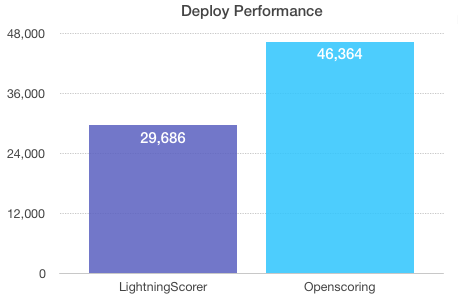 Deploy Performance
48,000
36,000
24,000
12,000
0
29,686
46,364
LightningScorer
Openscoring